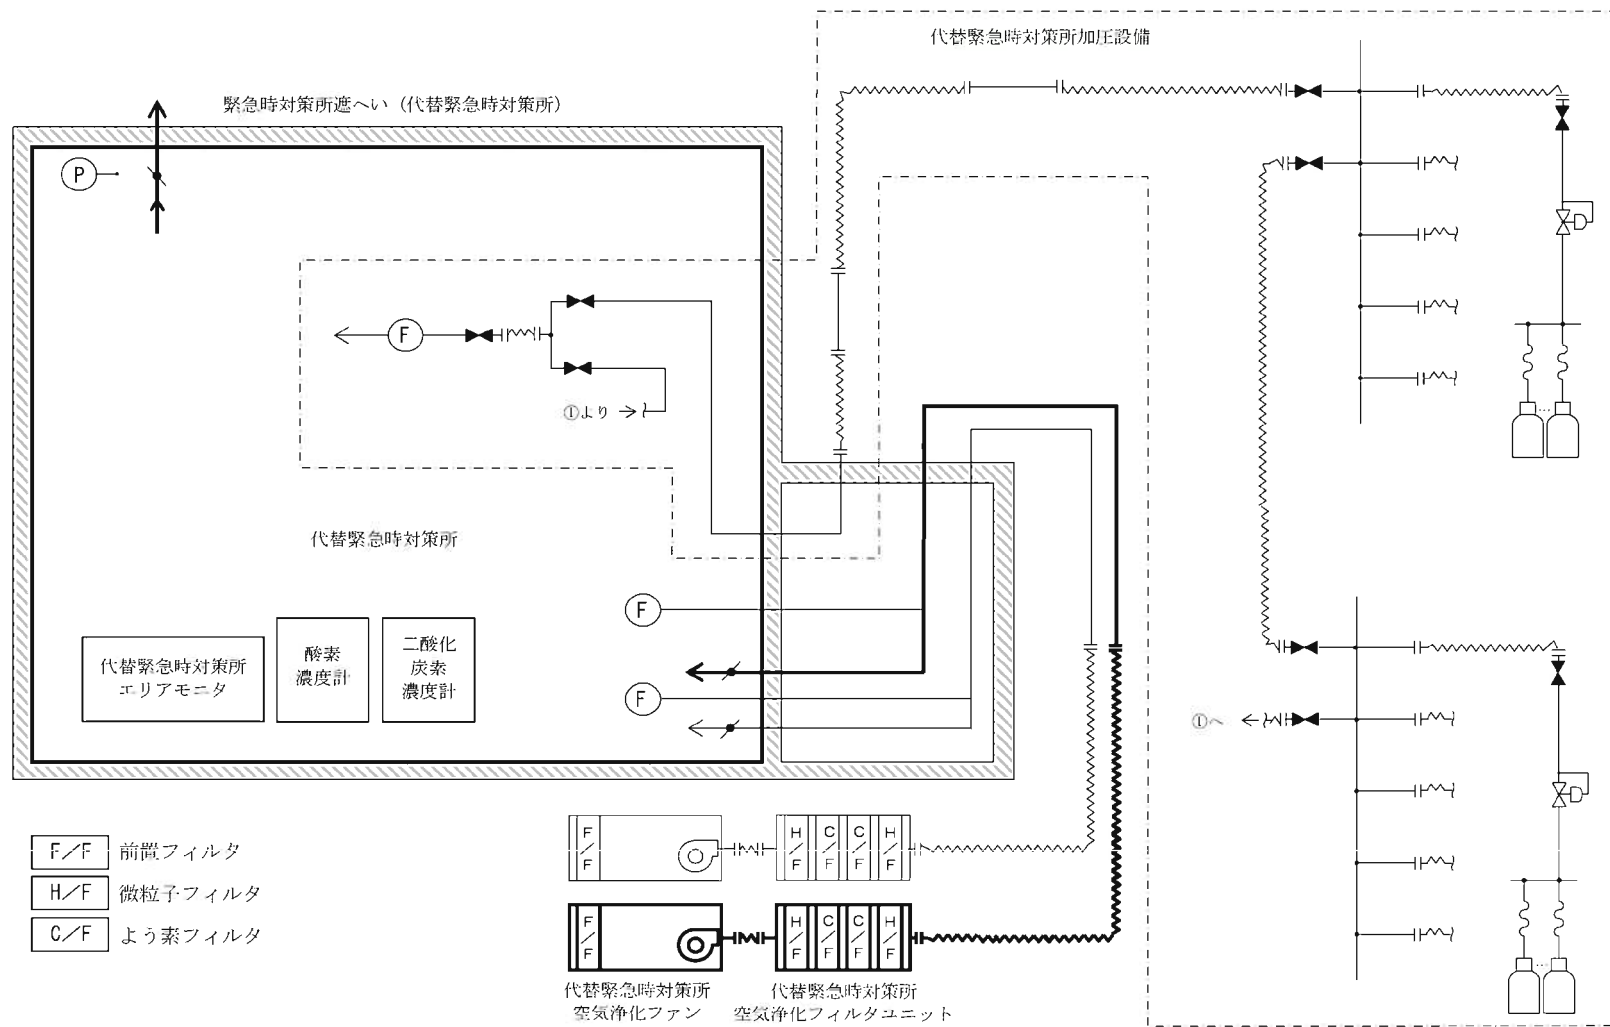 代替緊急時対策所加圧設備
緊急時対策所遮へい（代替緊急時対策所）
P
F
①より
代替緊急時対策所
F
F
代替緊急時対策所
エリアモニタ
酸素
濃度計
二酸化
炭素
濃度計
①へ
F/F
H/F
C/F
C/F
H/F
F/F
H/F
C/F
C/F
H/F
F/F 前置フィルタ
H/F 微粒子フィルタ
C/F よう素フィルタ
代替緊急時対策所
空気浄化ファン
代替緊急時対策所
空気浄化フィルタユニット